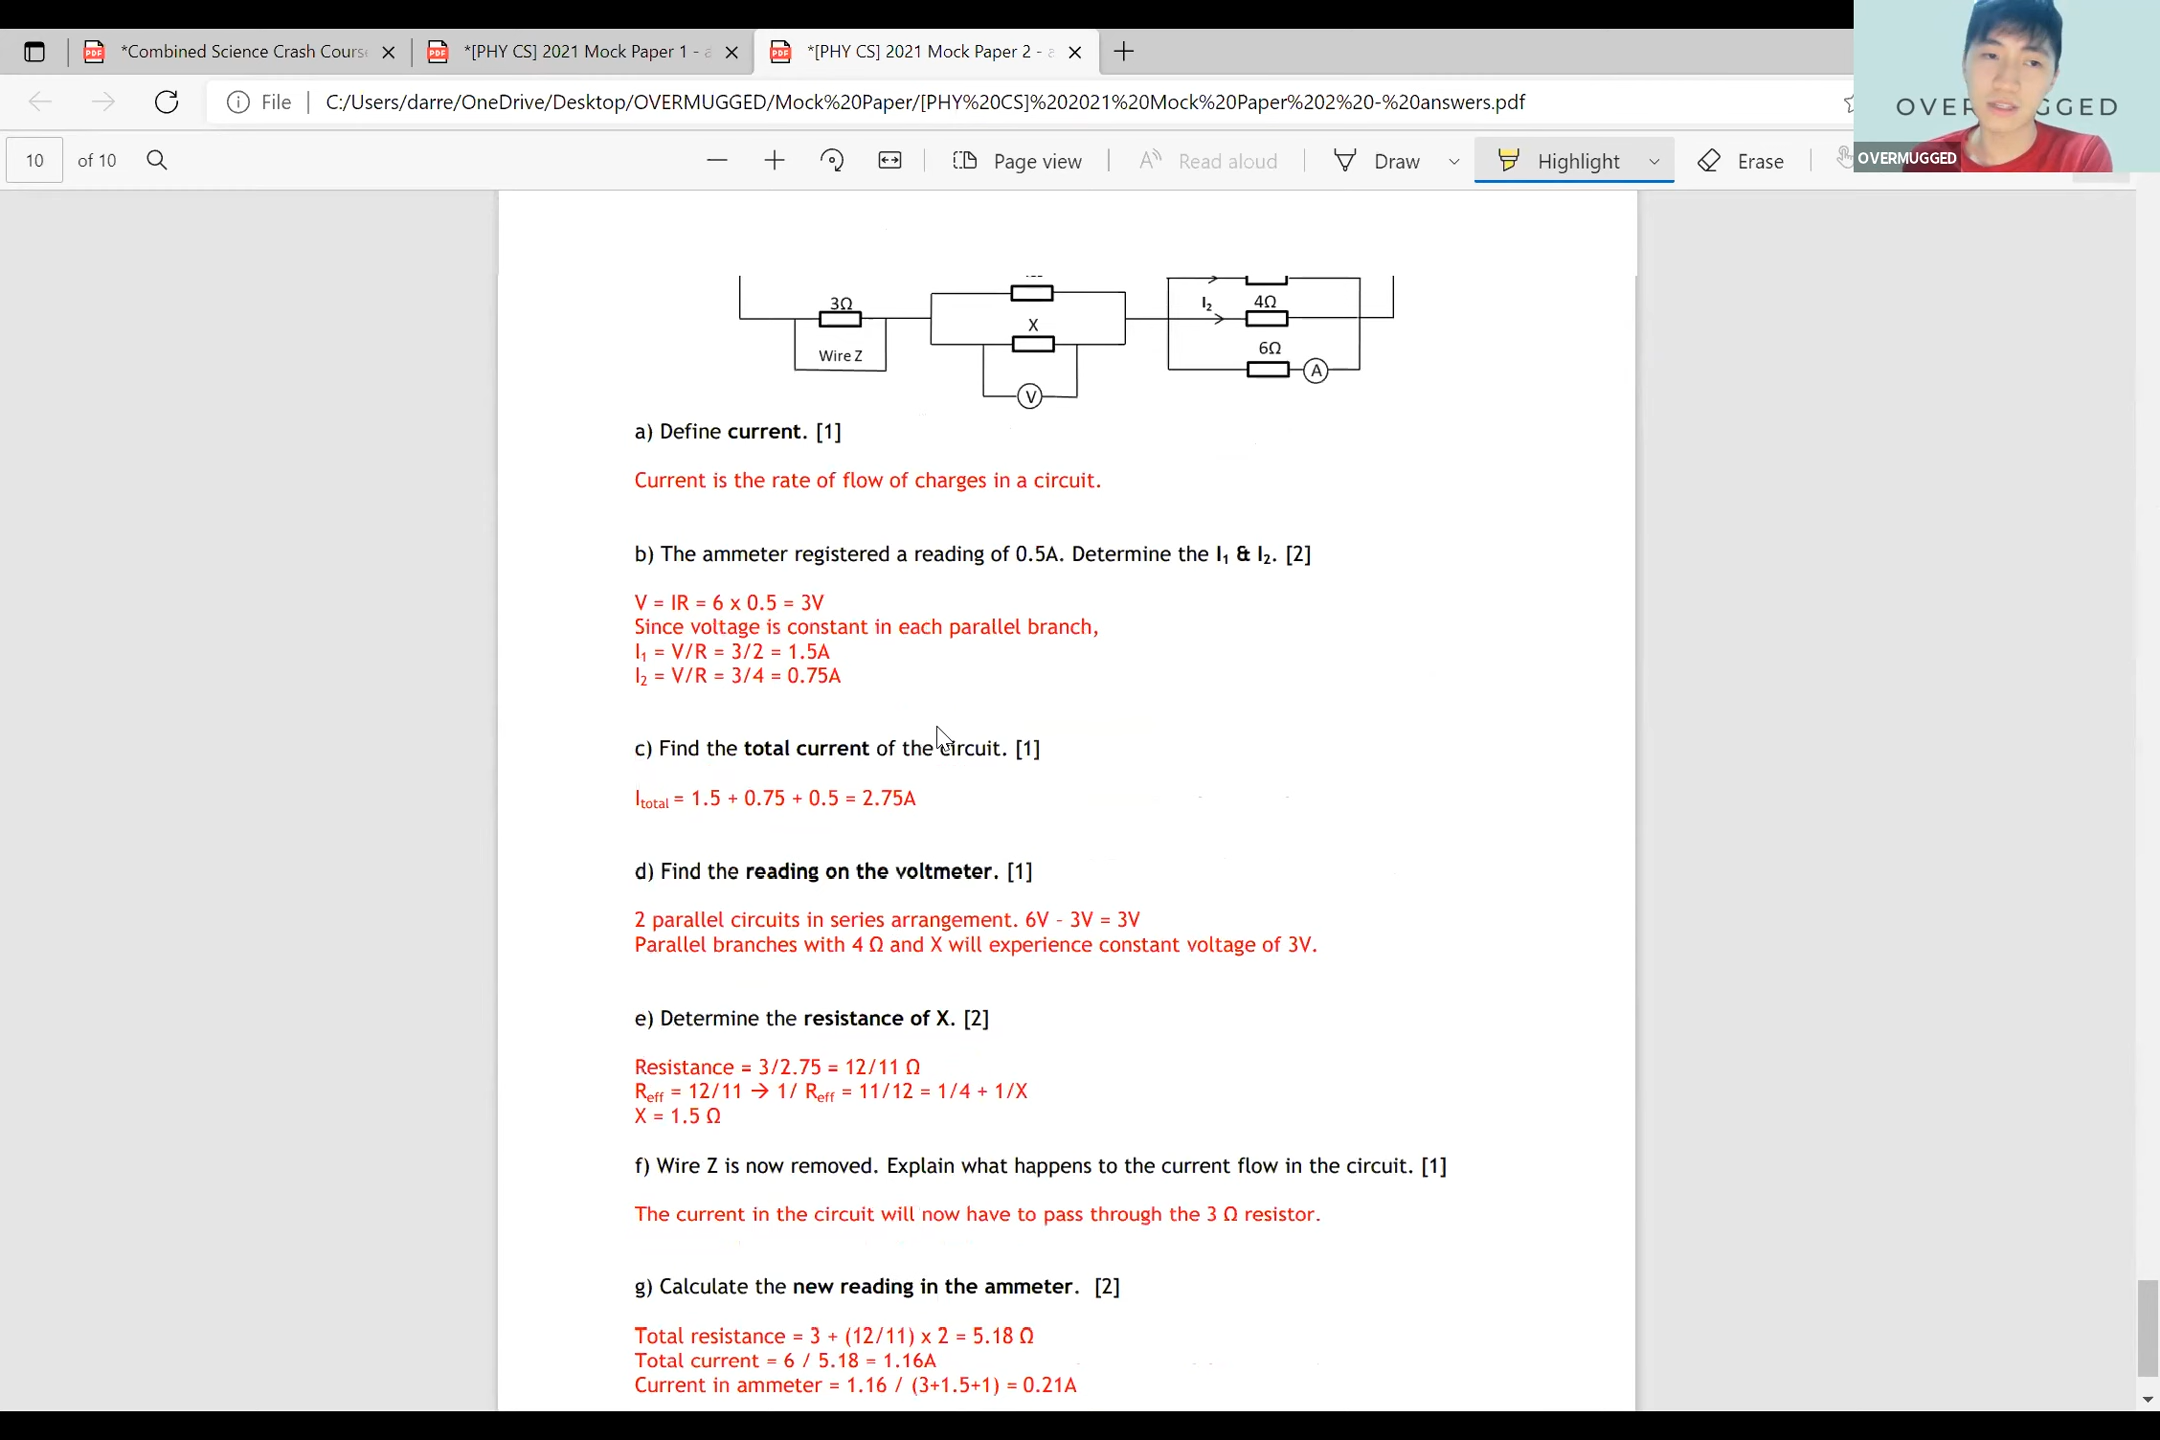 *Combined Science Crash Cours
*[PHY CS] 2021 Mock Paper 1 -
*[PHY CS] 2021 Mock Paper 2 -
File
C:/Users/darre/OneDrive/Desktop/OVERMUGGED/Mock%20Paper/[PHY%20CS]%202021%20Mock%20Paper%202%20-%20answers.pdf
OVERMUGGED
10 of 10
Page view
Read aloud
Draw
Highlight
Erase
3Ω
Wire Z
X
V
I2
4Ω
6Ω
A
a) Define current. [1]
Current is the rate of flow of charges in a circuit.
b) The ammeter registered a reading of 0.5A. Determine the I1 & I2. [2]
V = IR = 6 x 0.5 = 3V
Since voltage is constant in each parallel branch,
I1 = V/R = 3/2 = 1.5A
I2 = V/R = 3/4 = 0.75A
c) Find the total current of the circuit. [1]
Itotal = 1.5 + 0.75 + 0.5 = 2.75A
d) Find the reading on the voltmeter. [1]
2 parallel circuits in series arrangement. 6V - 3V = 3V
Parallel branches with 4 Ω and X will experience constant voltage of 3V.
e) Determine the resistance of X. [2]
Resistance = 3/2.75 = 12/11 Ω
Reff = 12/11 → 1/ Reff = 11/12 = 1/4 + 1/X
X = 1.5 Ω
f) Wire Z is now removed. Explain what happens to the current flow in the circuit. [1]
The current in the circuit will now have to pass through the 3 Ω resistor.
g) Calculate the new reading in the ammeter. [2]
Total resistance = 3 + (12/11) x 2 = 5.18 Ω
Total current = 6 / 5.18 = 1.16A
Current in ammeter = 1.16 / (3+1.5+1) = 0.21A